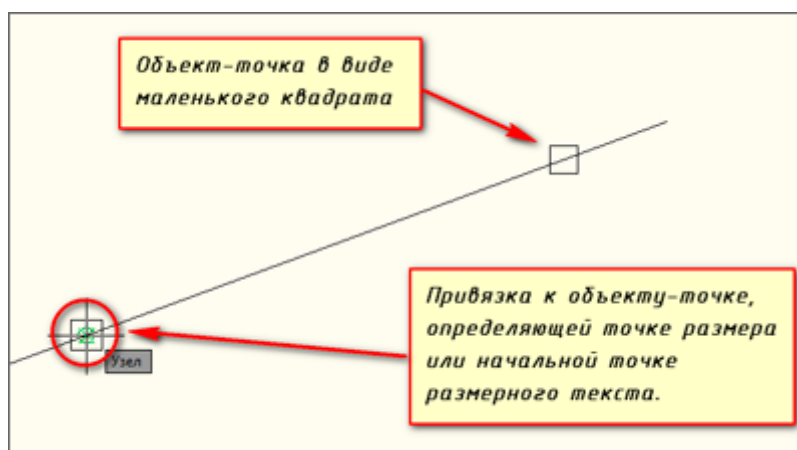 Объект-точка в виде
маленького квадрата
Привязка к объекту-точке,
определяющей точке размера
или начальной точке
размерного текста.
Узел